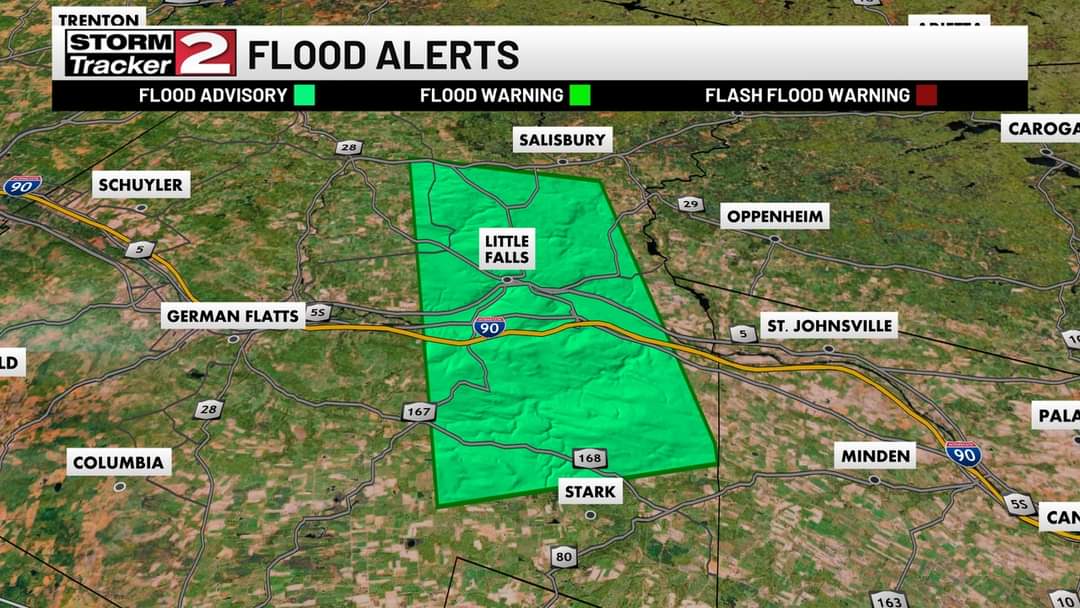 TRENTON
STORM
Tracker 2
FLOOD ALERTS
FLOOD ADVISORY
FLOOD WARNING
FLASH FLOOD WARNING
SALISBURY
CAROGA
28
90
SCHUYLER
29
OPPENHEIM
5
LITTLE
FALLS
GERMAN FLATTS
5S
90
5
ST. JOHNSVILLE
LD
28
167
PALA
COLUMBIA
168
MINDEN
90
STARK
5S
CAN
80
163
10